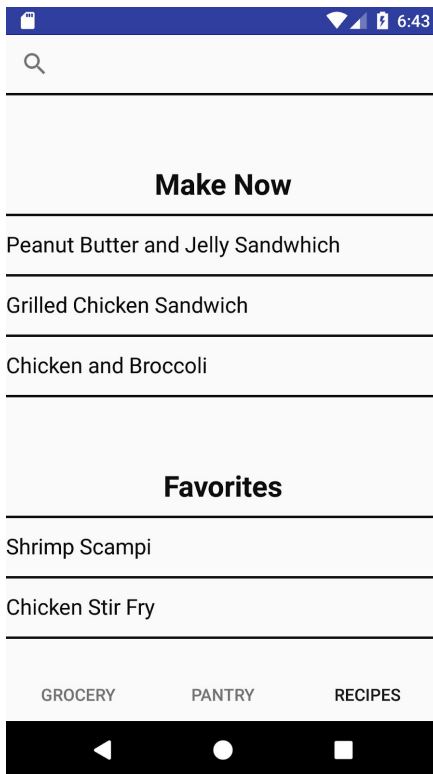 6:43
Make Now
Peanut Butter and Jelly Sandwhich
Grilled Chicken Sandwich
Chicken and Broccoli
Favorites
Shrimp Scampi
Chicken Stir Fry
GROCERY PANTRY RECIPES